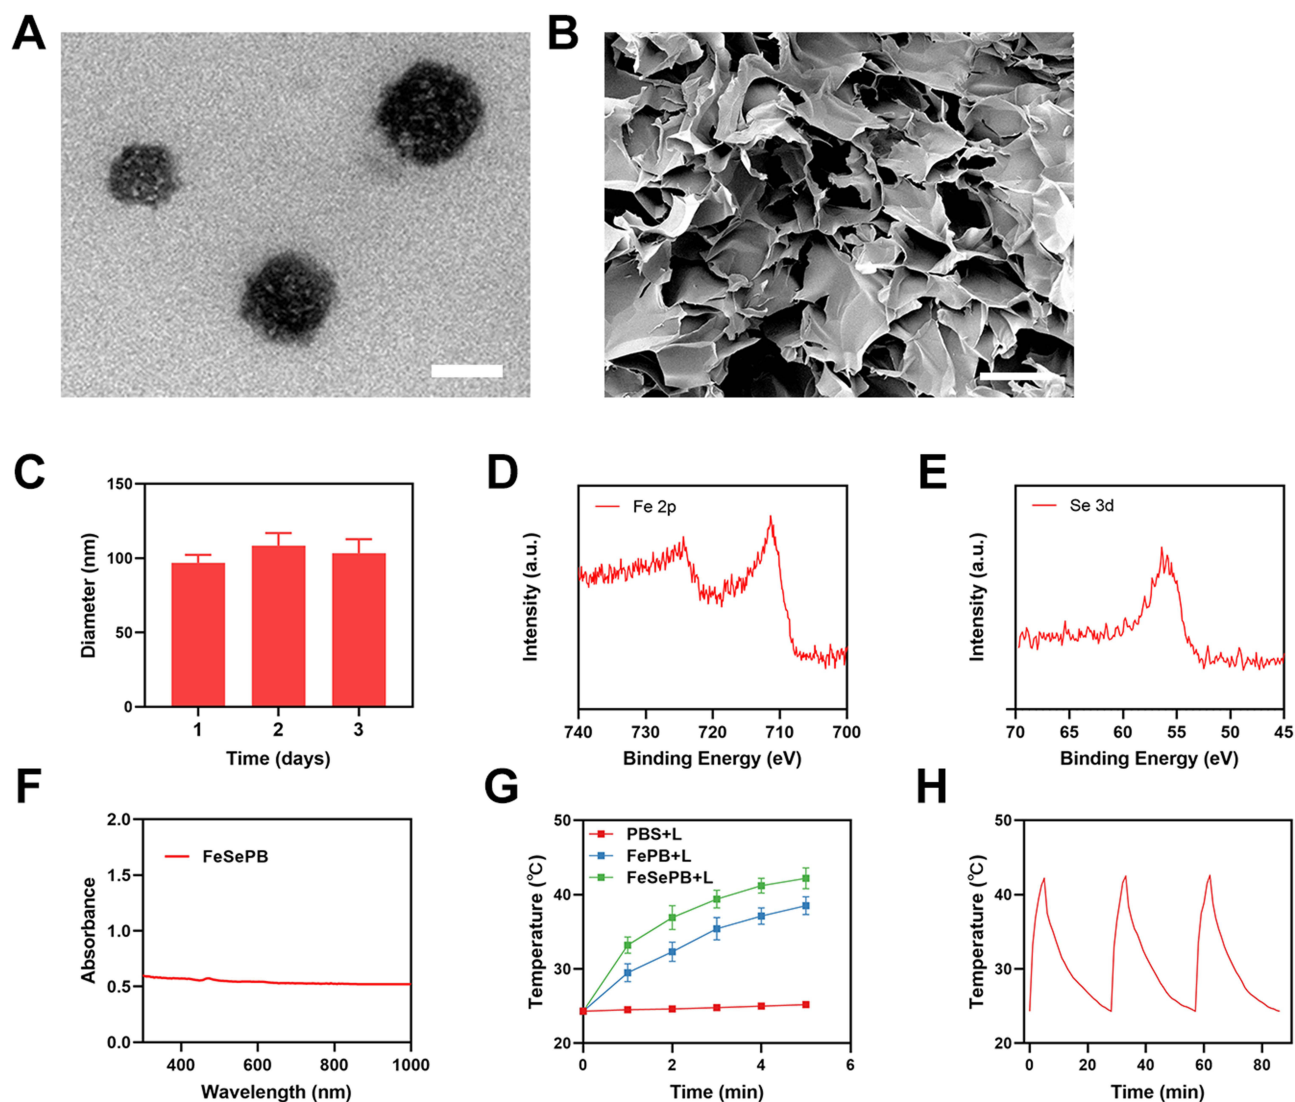 A
B
C
150
100
50
0
Diameter (nm)
1
2
3
Time (days)
D
Fe 2p
Intensity (a.u.)
740
730
720
710
700
Binding Energy (eV)
E
Se 3d
Intensity (a.u.)
70
65
60
55
50
45
Binding Energy (eV)
F
2.0
1.5
1.0
0.5
0.0
Absorbance
FeSePB
400
600
800
1000
Wavelength (nm)
G
50
40
30
20
Temperature (℃)
PBS+L
FePB+L
FeSePB+L
0
2
4
6
Time (min)
H
50
40
30
20
Temperature (℃)
0
20
40
60
80
Time (min)